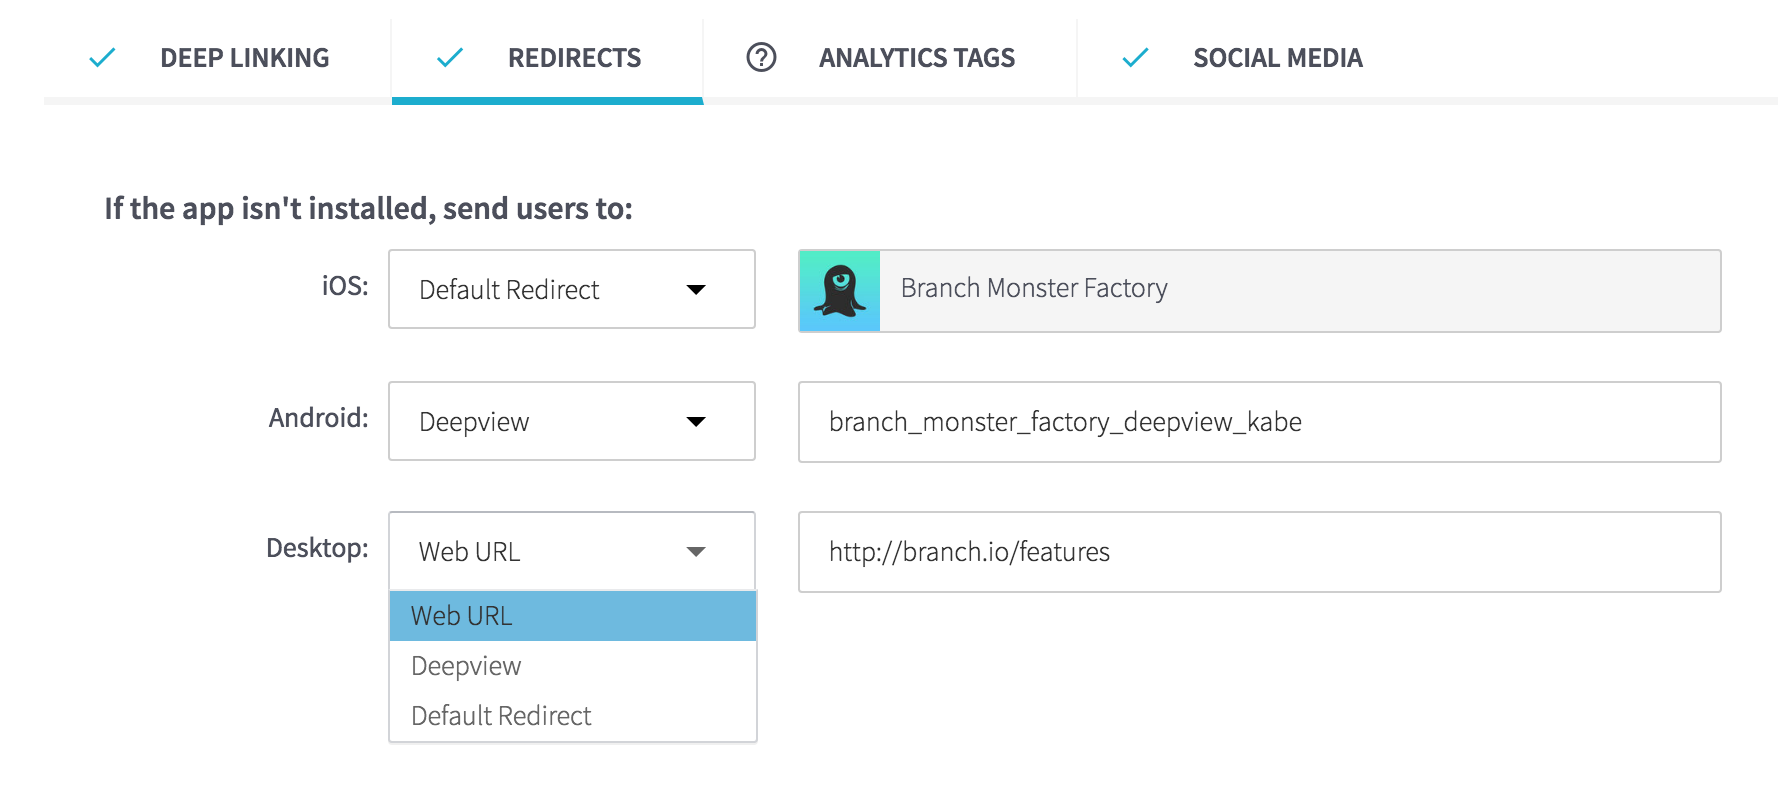 DEEP LINKING REDIRECTS ANALYTICS TAGS SOCIAL MEDIA
If the app isn't installed, send users to:
iOS: Default Redirect Branch Monster Factory
Android: Deepview branch_monster_factory_deepview_kabe
Desktop: Web URL http://branch.io/features
Web URL
Deepview
Default Redirect